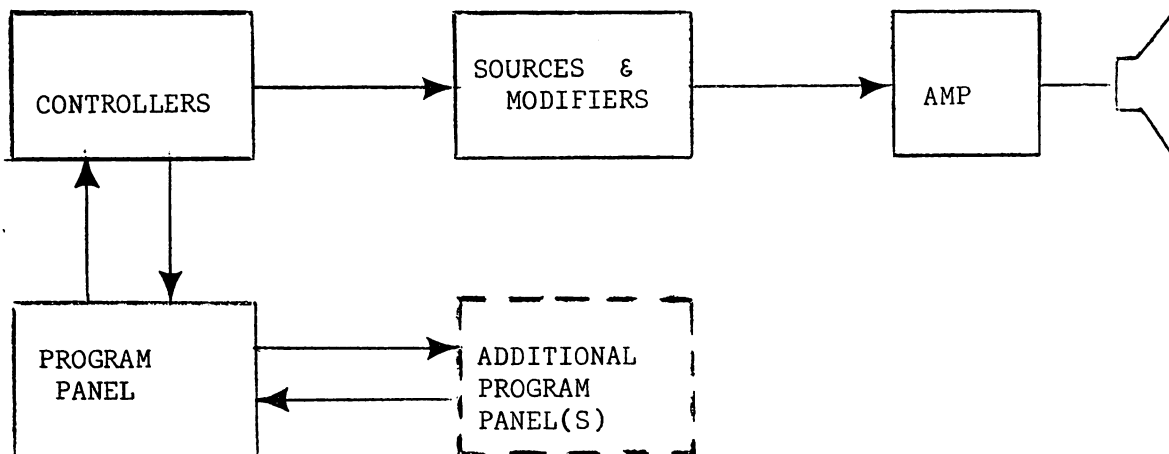 CONTROLLERS
SOURCES &
MODIFIERS
AMP
PROGRAM
PANEL
ADDITIONAL
PROGRAM
PANEL(S)